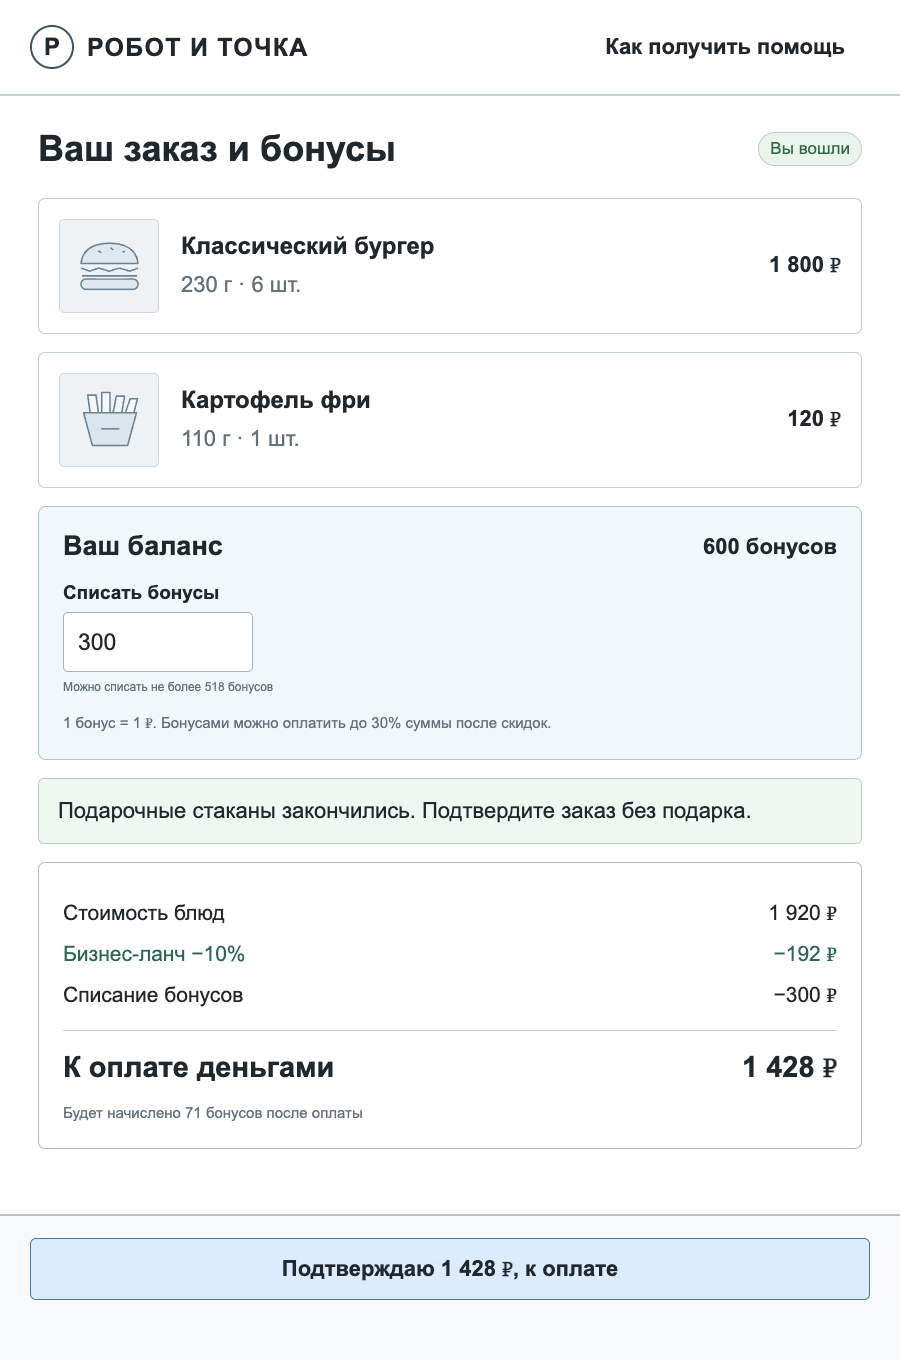 Р РОБОТ И ТОЧКА
Как получить помощь
Ваш заказ и бонусы
Вы вошли
Классический бургер
230 г · 6 шт.
1 800 ₽
Картофель фри
110 г · 1 шт.
120 ₽
Ваш баланс
600 бонусов
Списать бонусы
300
Можно списать не более 518 бонусов
1 бонус = 1 ₽. Бонусами можно оплатить до 30% суммы после скидок.
Подарочные стаканы закончились. Подтвердите заказ без подарка.
Стоимость блюд 1 920 ₽
Бизнес-ланч −10% −192 ₽
Списание бонусов −300 ₽
К оплате деньгами 1 428 ₽
Будет начислено 71 бонусов после оплаты
Подтверждаю 1 428 ₽, к оплате